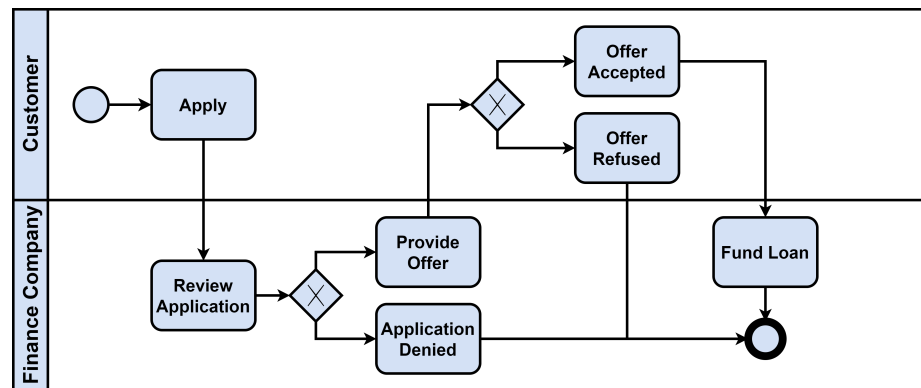 Customer
Apply
Offer
Accepted
Offer
Refused
Finance Company
Review
Application
Provide
Offer
Application
Denied
Fund Loan